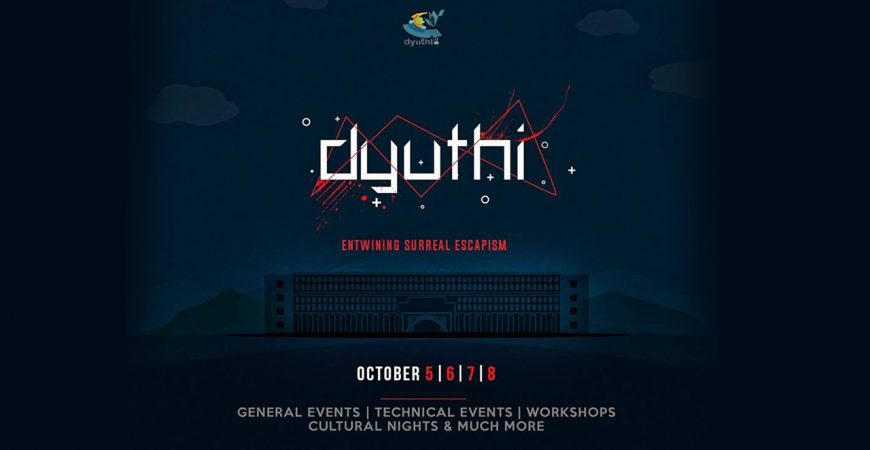 dyuthi
dyuthi
ENTWINING SURREAL ESCAPISM
OCTOBER 5|6|7|8
GENERAL EVENTS | TECHNICAL EVENTS | WORKSHOPS
CULTURAL NIGHTS & MUCH MORE